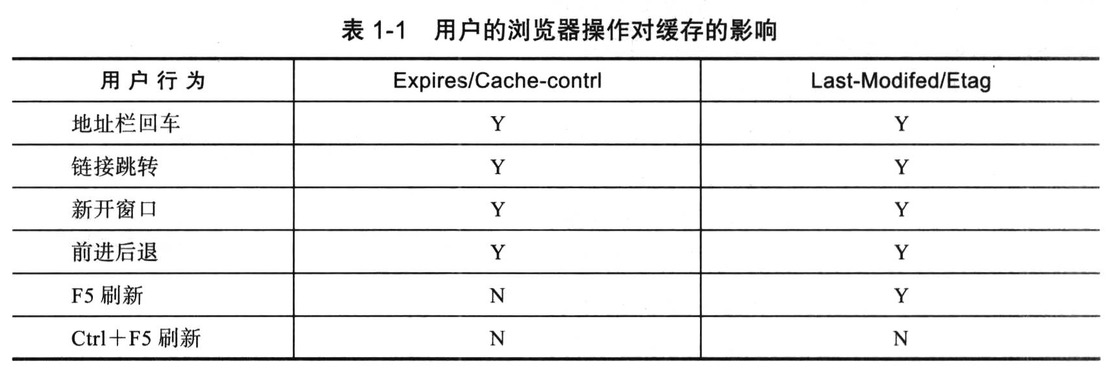 表 1-1 用户的浏览器操作对缓存的影响
用 户 行 为 Expires/Cache-contrl Last-Modifed/Etag
地址栏回车 Y Y
链接跳转 Y Y
新开窗口 Y Y
前进后退 Y Y
F5 刷新 N Y
Ctrl+F5 刷新 N N